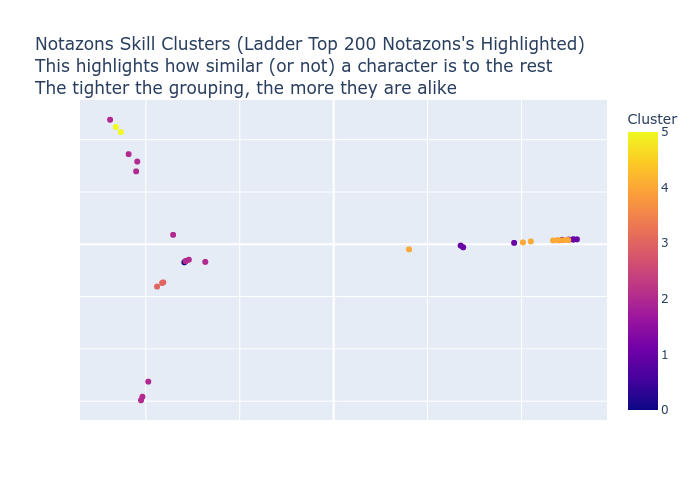 Notazons Skill Clusters (Ladder Top 200 Notazons's Highlighted)
This highlights how similar (or not) a character is to the rest
The tighter the grouping, the more they are alike
Cluster
5
4
3
2
1
0